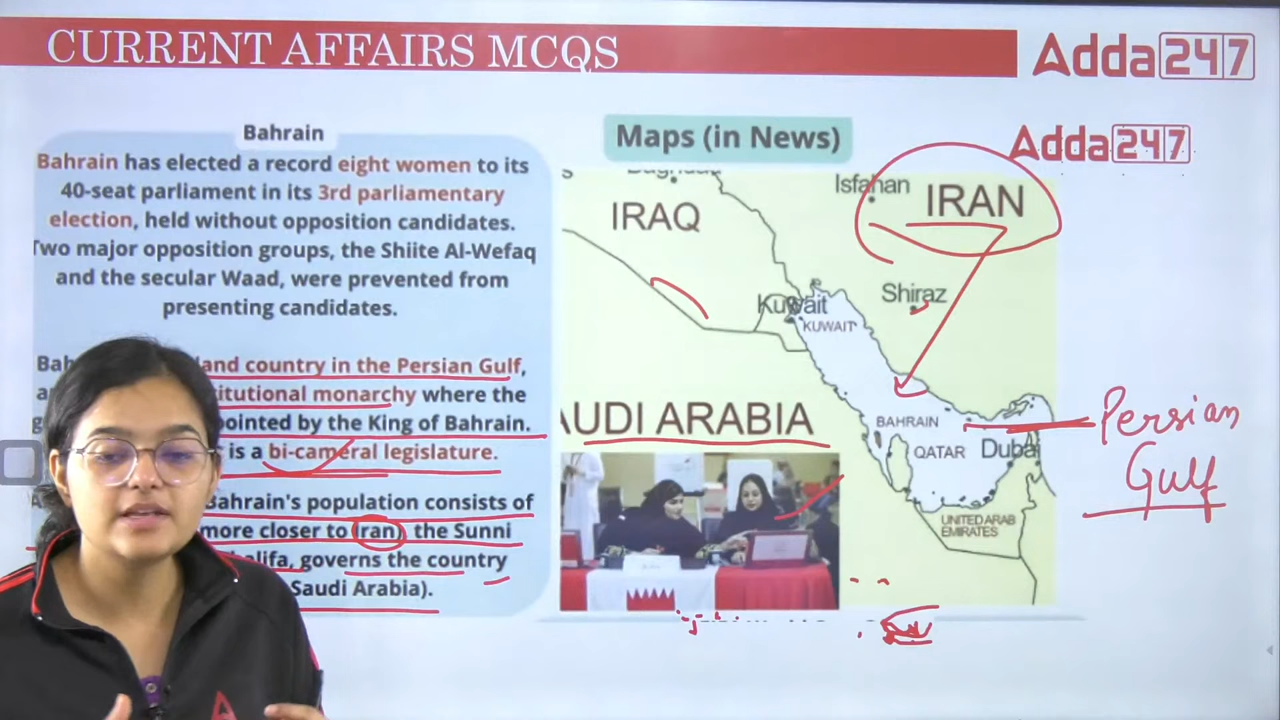 CURRENT AFFAIRS MCQS
Adda247
Bahrain
Bahrain has elected a record eight women to its
40-seat parliament in its 3rd parliamentary
election, held without opposition candidates.
Two major opposition groups, the Shiite Al-Wefaq
and the secular Waad, were prevented from
presenting candidates.
land country in the Persian Gulf,
itutional monarchy where the
pointed by the King of Bahrain.
is a bi-cameral legislature.
Bahrain's population consists of
more closer to Iran, the Sunni
halifa, governs the country
Saudi Arabia).
Maps (in News)
Adda247
Isfahan
IRAN
IRAQ
Shiraz
Kuwait
KUWAIT
AUDI ARABIA
BAHRAIN
QATAR
Dubai
UNITED ARAB
EMIRATES
Persian
Gulf